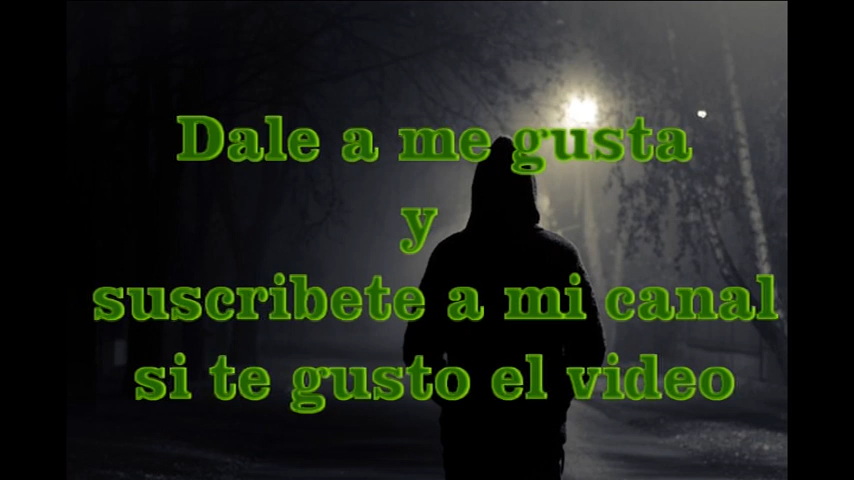 Dale a me gusta
y
suscribete a mi canal
si te gusto el video